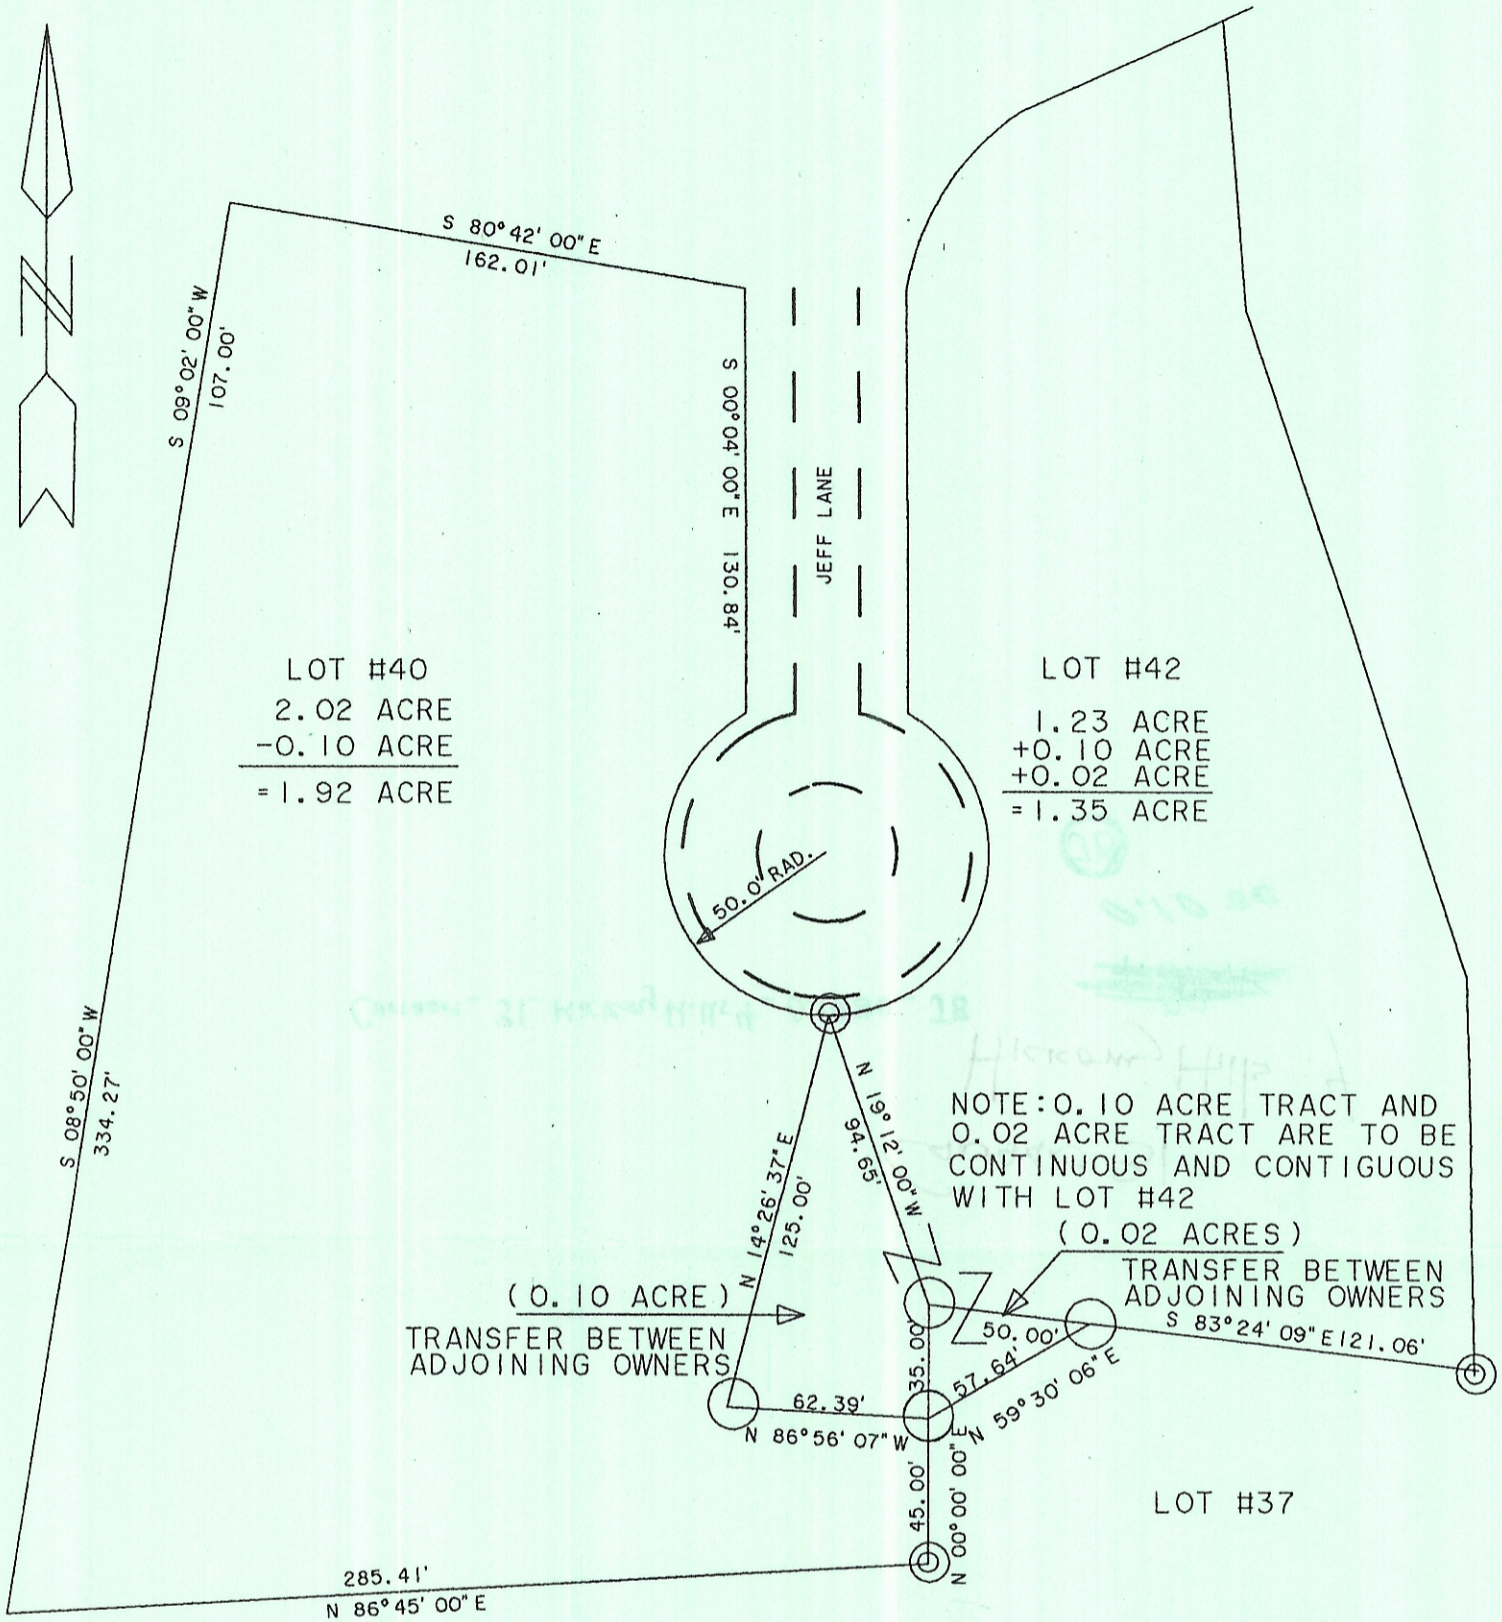 S 80°42' 00" E
162.01'
S 09°02' 00" W
107.00'
S 00°04' 00" E 130.84'
JEFF LANE
LOT #40
2.02 ACRE
-0.10 ACRE
=1.92 ACRE
LOT #42
1.23 ACRE
+0.10 ACRE
+0.02 ACRE
=1.35 ACRE
50.0' RAD.
S 08°50' 00" W
334.27'
N 19°12' 00" W
94.65'
N 14°26' 37" E
125.00'
NOTE: 0.10 ACRE TRACT AND
0.02 ACRE TRACT ARE TO BE
CONTINUOUS AND CONTIGUOUS
WITH LOT #42
(0.02 ACRES)
TRANSFER BETWEEN
ADJOINING OWNERS
(0.10 ACRE)
TRANSFER BETWEEN
ADJOINING OWNERS
S 83°24' 09" E 121.06'
50.00'
35.00'
57.64'
N 59°30' 06" E
62.39'
N 86°56' 07" W
45.00'
N 00°00' 00" E
LOT #37
285.41'
N 86°45' 00" E